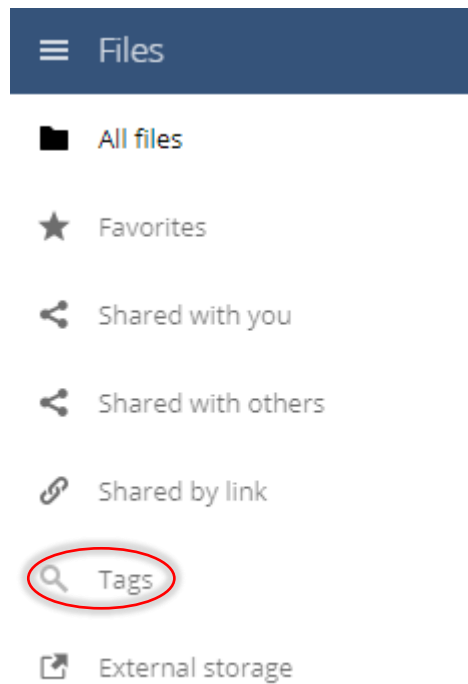 Files
All files
Favorites
Shared with you
Shared with others
Shared by link
Tags
External storage